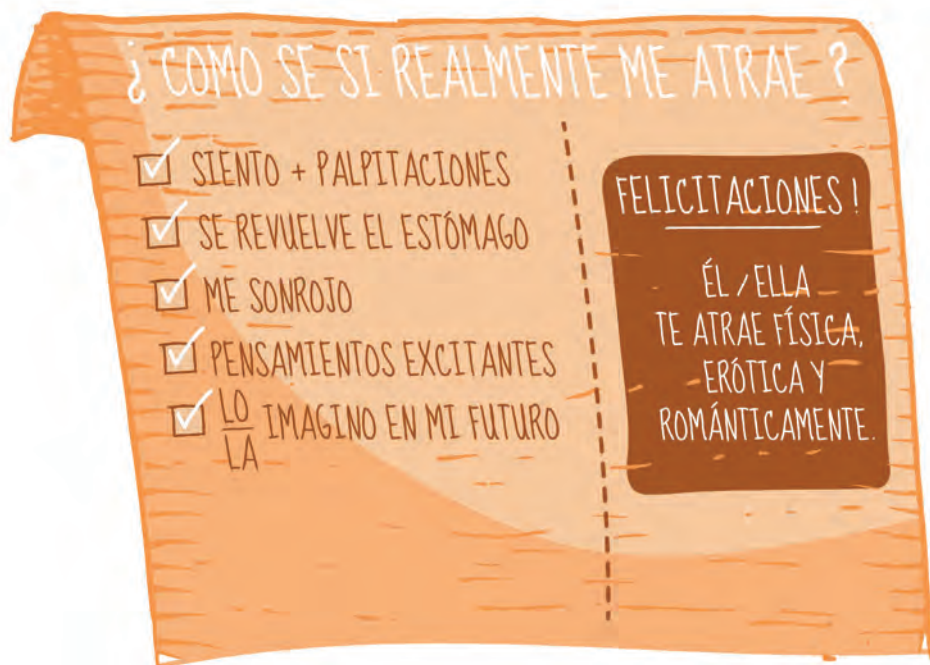 ¿ COMO SE SI REALMENTE ME ATRAE ?
SIENTO + PALPITACIONES
SE REVUELVE EL ESTÓMAGO
ME SONROJO
PENSAMIENTOS EXCITANTES
LO/LA IMAGINO EN MI FUTURO
FELICITACIONES !
ÉL / ELLA
TE ATRAE FÍSICA,
ERÓTICA Y
ROMÁNTICAMENTE.